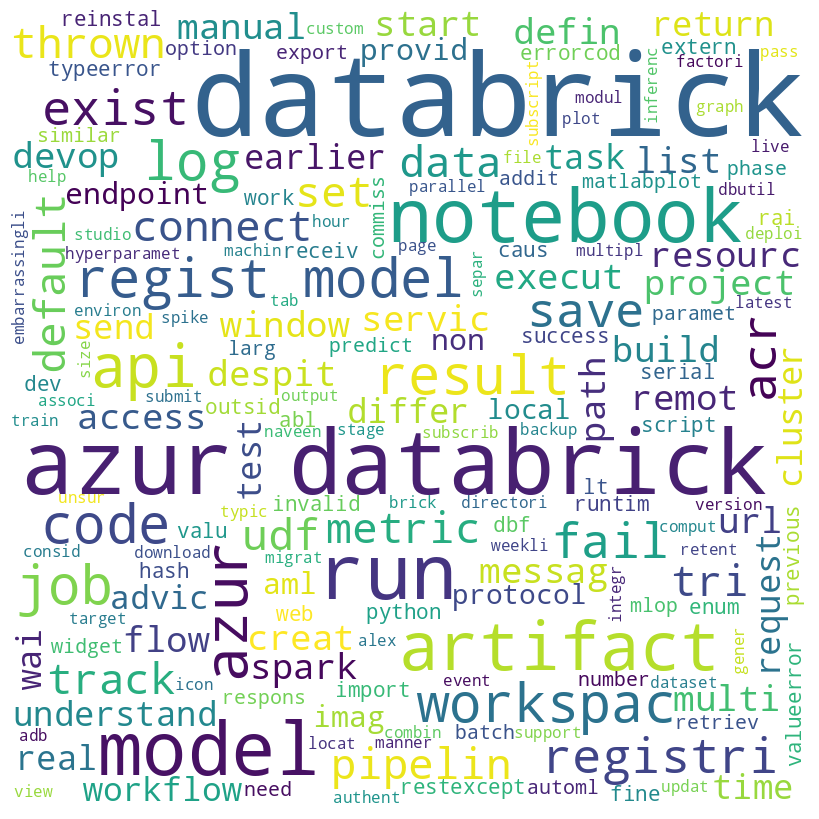 reinstal
manual
custom
start
defin
return
thrown
option
export
provid
errorcod
extern
pass
typeerror
databrick
factori
inferenc
subscript
exist
modul
graph
similar
log
plot
live
devop
earlier
data
file
task
list
phase
help
endpoint
work
set
parallel
addit
matlabplot
dbutil
default
studio
connect
hour
commiss
notebook
rai
deploi
hyperparamet
machin
receiv
page
caus
multipl
resourc
embarrassingli
regist model
tab
separ
execut
project
environ
spike
save
latest
send
window
servic
non
success
paramet
size
api
larg
predict
build
acr
dev
despit
result
path
serial
cluster
associ
submit
outsid
output
differ
local
remot
script
train
access
abl
naveen
stage
subscrib
backup
test
azur databrick
unsur
typic
invalid
brick
directori
lt
runtim
version
code
valu
udf
metric
dbf
weekli
fail
comput
url
consid
download
migrat
messag
integr
retent
previous
job
hash
azur
aml
run
protocol
tri
request
advic
target
web
python
mlop
enum
wai
widget
flow
creat
alex
artifact
gener
valueerror
track
icon
spark
event
number
dataset
respons
import
workspac
multi
understand
imag
combin
batch
support
retriev
adb
real
model
locat
manner
registri
pipelin
view
workflow
need
authent
restexcept
automl
fine
updat
time